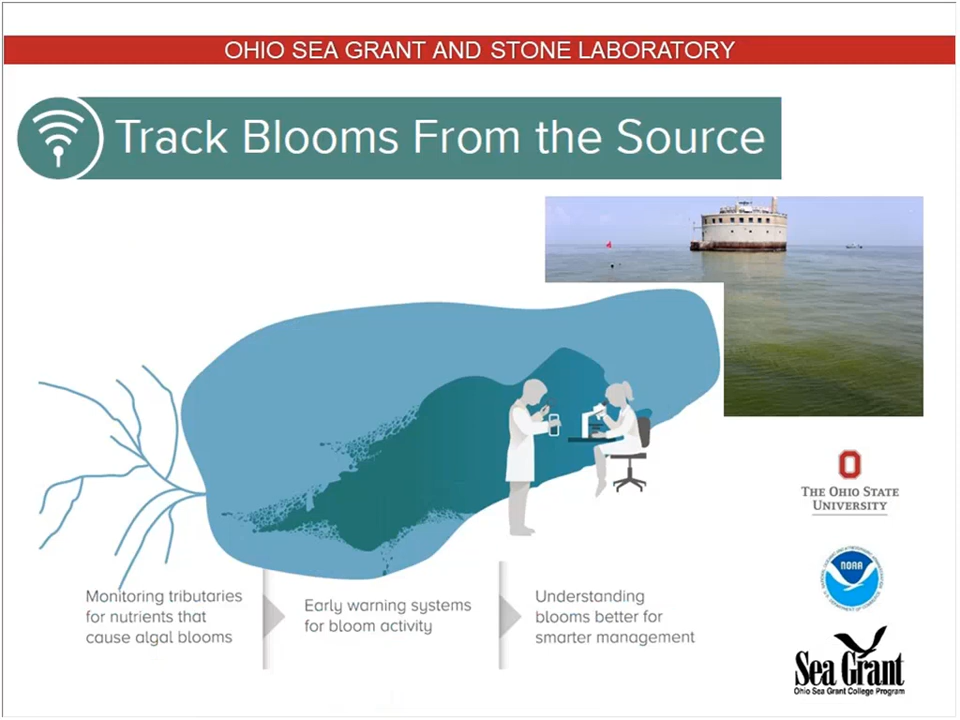 OHIO SEA GRANT AND STONE LABORATORY
Track Blooms From the Source
Monitoring tributaries
for nutrients that
cause algal blooms
Early warning systems
for bloom activity
Understanding
blooms better for
smarter management
THE OHIO STATE
UNIVERSITY
NOAA
Sea Grant
Ohio Sea Grant College Program